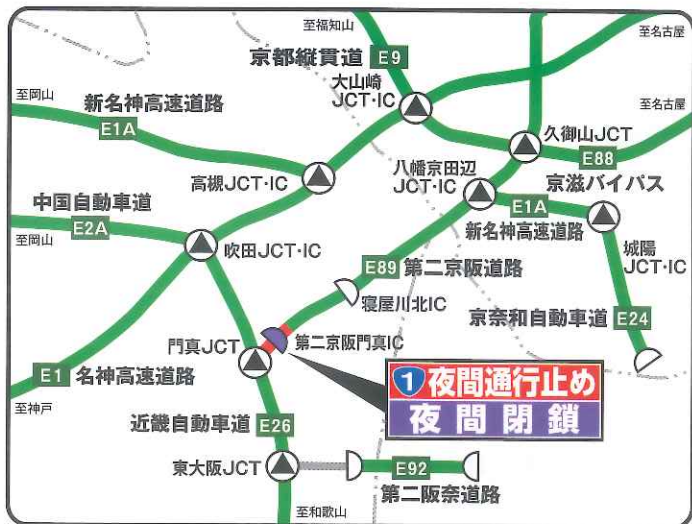 至福知山
京都縦貫道 E9
至名古屋
大山崎
JCT・IC
至岡山
新名神高速道路
E1A
至名古屋
久御山JCT
E88
京滋バイパス
高槻JCT・IC
八幡京田辺
JCT・IC
E1A
新名神高速道路
中国自動車道
E2A
至岡山
吹田JCT・IC
城陽
JCT・IC
E89 第二京阪道路
寝屋川北IC
京奈和自動車道 E24
門真JCT
第二京阪門真IC
E1 名神高速道路
至神戸
1 夜間通行止め
夜間閉鎖
近畿自動車道 E26
東大阪JCT
E92
第二阪奈道路
至和歌山